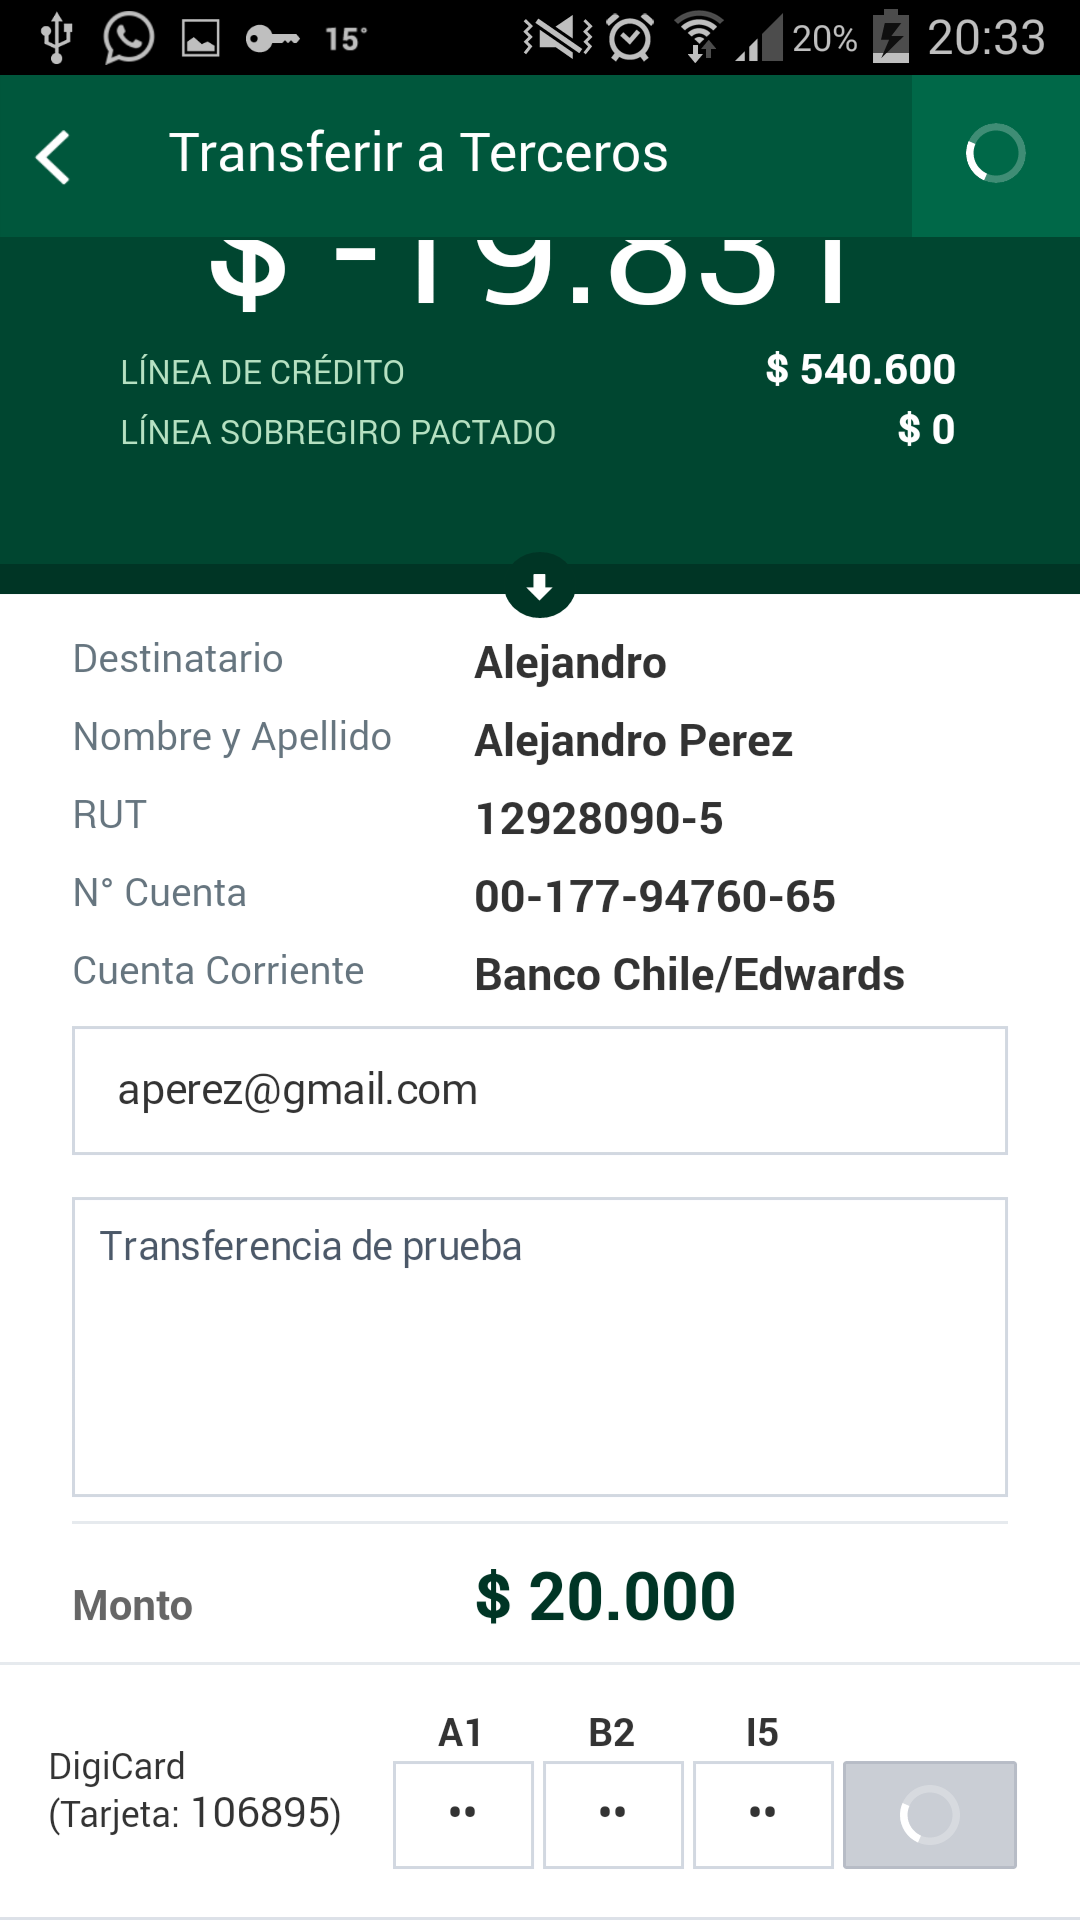 15°
20%
20:33
Transferir a Terceros
$ -19.831
LÍNEA DE CRÉDITO $ 540.600
LÍNEA SOBREGIRO PACTADO $ 0
Destinatario Alejandro
Nombre y Apellido Alejandro Perez
RUT 12928090-5
N° Cuenta 00-177-94760-65
Cuenta Corriente Banco Chile/Edwards
aperez@gmail.com
Transferencia de prueba
Monto $ 20.000
A1 B2 I5
DigiCard
(Tarjeta: 106895)
•• •• ••